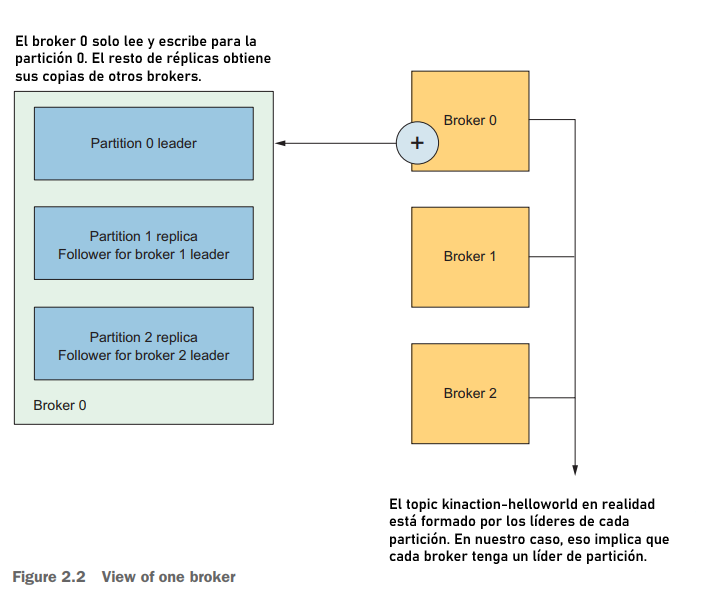 El broker 0 solo lee y escribe para la
partición 0. El resto de réplicas obtiene
sus copias de otros brokers.
Partition 0 leader
Partition 1 replica
Follower for broker 1 leader
Partition 2 replica
Follower for broker 2 leader
Broker 0
+
Broker 0
Broker 1
Broker 2
El topic kinaction-helloworld en realidad
está formado por los líderes de cada
partición. En nuestro caso, eso implica que
cada broker tenga un líder de partición.
Figure 2.2 View of one broker